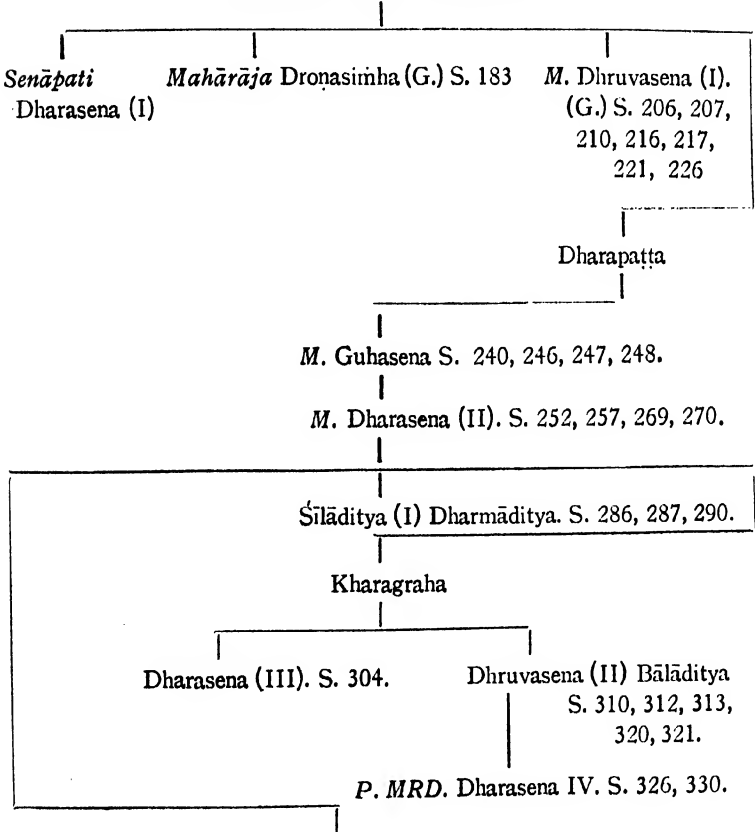 Senāpati Mahārāja Droṇasiṁha (G.) S. 183 M. Dhruvasena (I).
Dharasena (I) (G.) S. 206, 207,
210, 216, 217,
221, 226
Dharapaṭṭa
M. Guhasena S. 240, 246, 247, 248.
M. Dharasena (II). S. 252, 257, 269, 270.
Śīlāditya (I) Dharmāditya. S. 286, 287, 290.
Kharagraha
Dharasena (III). S. 304. Dhruvasena (II) Bālāditya
S. 310, 312, 313,
320, 321.
P. MRD. Dharasena IV. S. 326, 330.